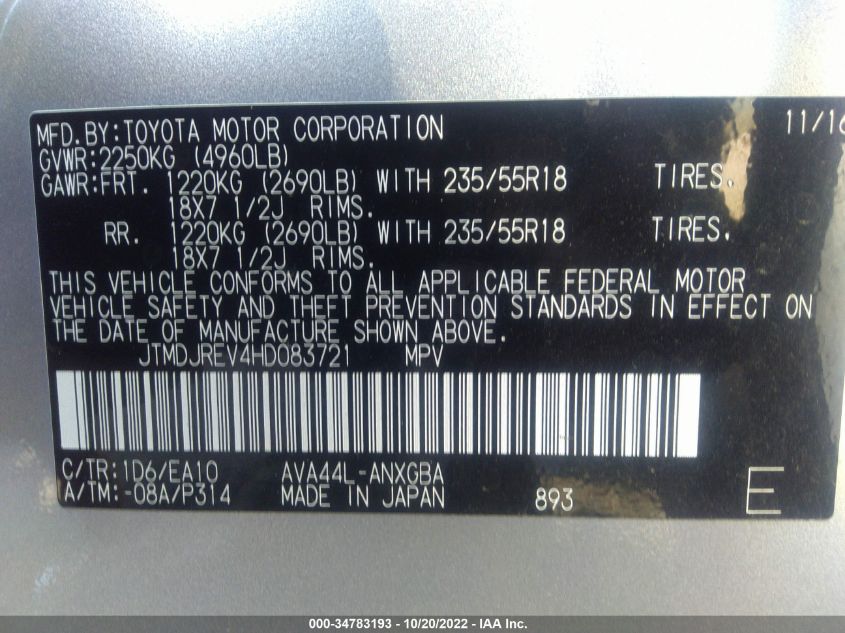 MFD.BY:TOYOTA MOTOR CORPORATION 11/16
GVWR:2250KG (4960LB)
GAWR:FRT. 1220KG (2690LB) WITH 235/55R18 TIRES.
18X7 1/2J RIMS.
RR. 1220KG (2690LB) WITH 235/55R18 TIRES.
18X7 1/2J RIMS.
THIS VEHICLE CONFORMS TO ALL APPLICABLE FEDERAL MOTOR
VEHICLE SAFETY AND THEFT PREVENTION STANDARDS IN EFFECT ON
THE DATE OF MANUFACTURE SHOWN ABOVE.
JTMDJREV4HD083721 MPV
C/TR:1D6/EA10 AVA44L-ANXGBA
A/TM:-08A/P314 MADE IN JAPAN 893 E
000-34783193 - 10/20/2022 - IAA Inc.